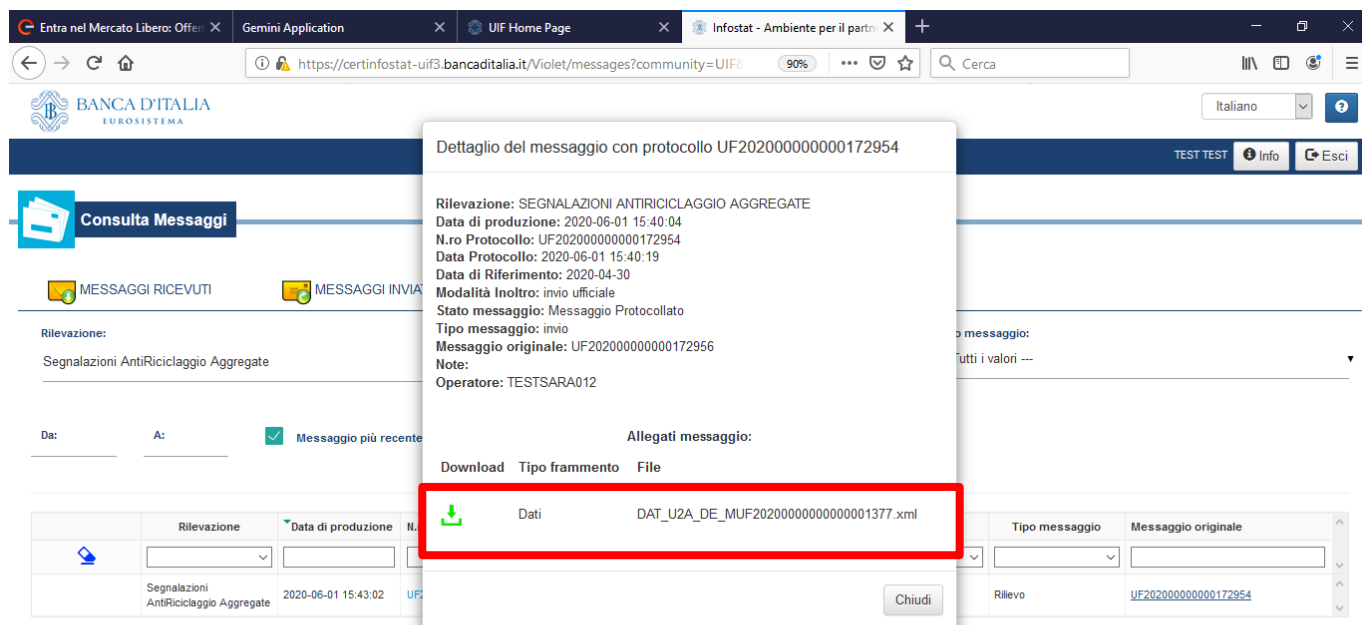 Entra nel Mercato Libero: Offer
Gemini Application
UIF Home Page
Infostat - Ambiente per il partn
https://certinfostat-uif3.bancaditalia.it/Violet/messages?community=UIF
90%
Cerca
BANCA D'ITALIA
EUROSISTEMA
Italiano
TEST TEST
Info
Esci
Consulta Messaggi
MESSAGGI RICEVUTI
MESSAGGI INVIA
Rilevazione:
Segnalazioni AntiRiciclaggio Aggregate
o messaggio:
Tutti i valori ---
Da:
A:
Messaggio più recente
Dettaglio del messaggio con protocollo UF202000000000172954
Rilevazione: SEGNALAZIONI ANTIRICICLAGGIO AGGREGATE
Data di produzione: 2020-06-01 15:40:04
N.ro Protocollo: UF202000000000172954
Data Protocollo: 2020-06-01 15:40:19
Data di Riferimento: 2020-04-30
Modalità Inoltro: invio ufficiale
Stato messaggio: Messaggio Protocollato
Tipo messaggio: invio
Messaggio originale: UF202000000000172956
Note:
Operatore: TESTSARA012
Allegati messaggio:
Download Tipo frammento File
Dati DAT_U2A_DE_MUF20200000000000001377.xml
Chiudi
Rilevazione Data di produzione Tipo messaggio Messaggio originale
Segnalazioni
AntiRiciclaggio Aggregate
2020-06-01 15:43:02
Rilievo
UF202000000000172954